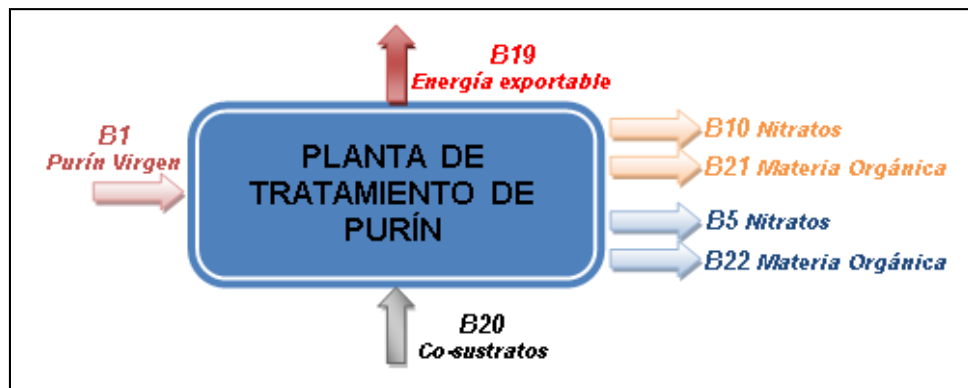 B19
Energía exportable
B1
Purín Virgen
PLANTA DE
TRATAMIENTO DE
PURÍN
B10 Nitratos
B21 Materia Orgánica
B5 Nitratos
B22 Materia Orgánica
B20
Co-sustratos